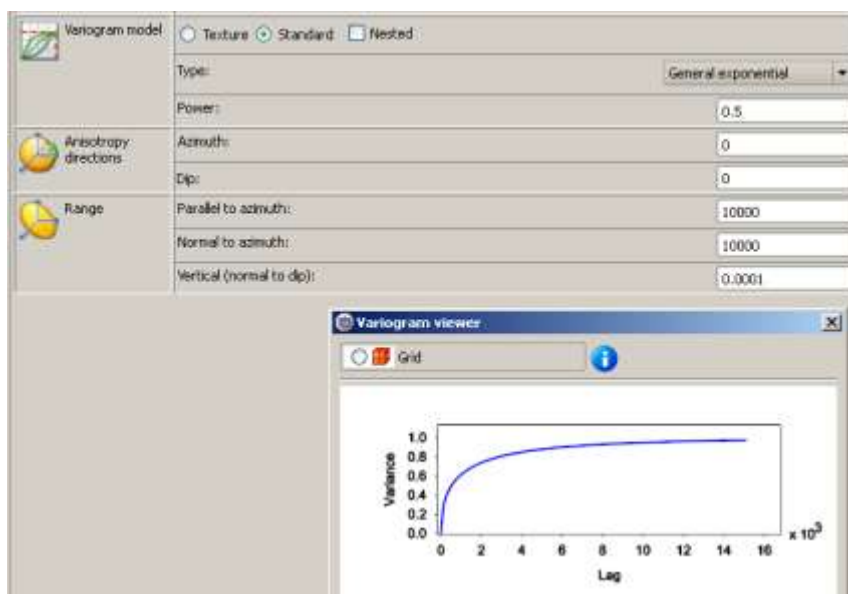 Variogram model
Texture Standard Nested
Type: General exponential
Power: 0.5
Anisotropy directions
Azimuth: 0
Dip: 0
Range
Parallel to azimuth: 10000
Normal to azimuth: 10000
Vertical (normal to dip): 0.0001
Variogram viewer
Grid
Variance
1.0
0.8
0.6
0.4
0.2
0.0
0 2 4 6 8 10 12 14 16 x 10³
Lag